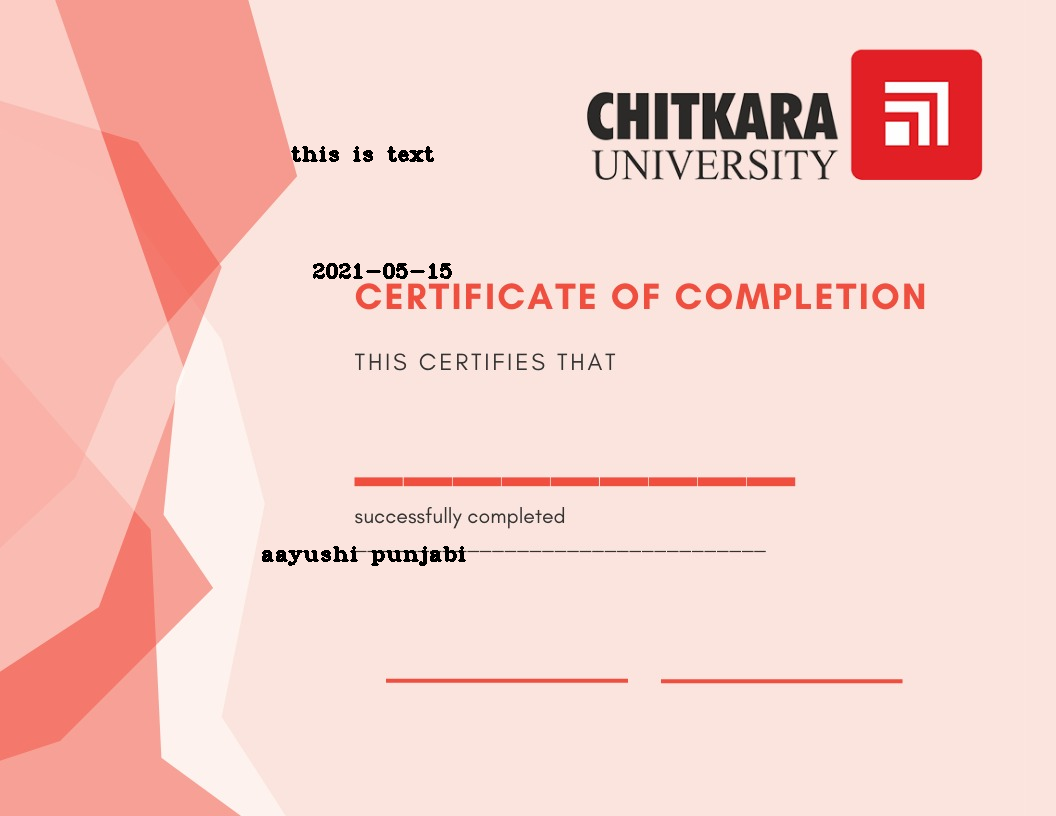 CHITKARA
UNIVERSITY
this is text
2021-05-15
CERTIFICATE OF COMPLETION
THIS CERTIFIES THAT
successfully completed
aayushi punjabi